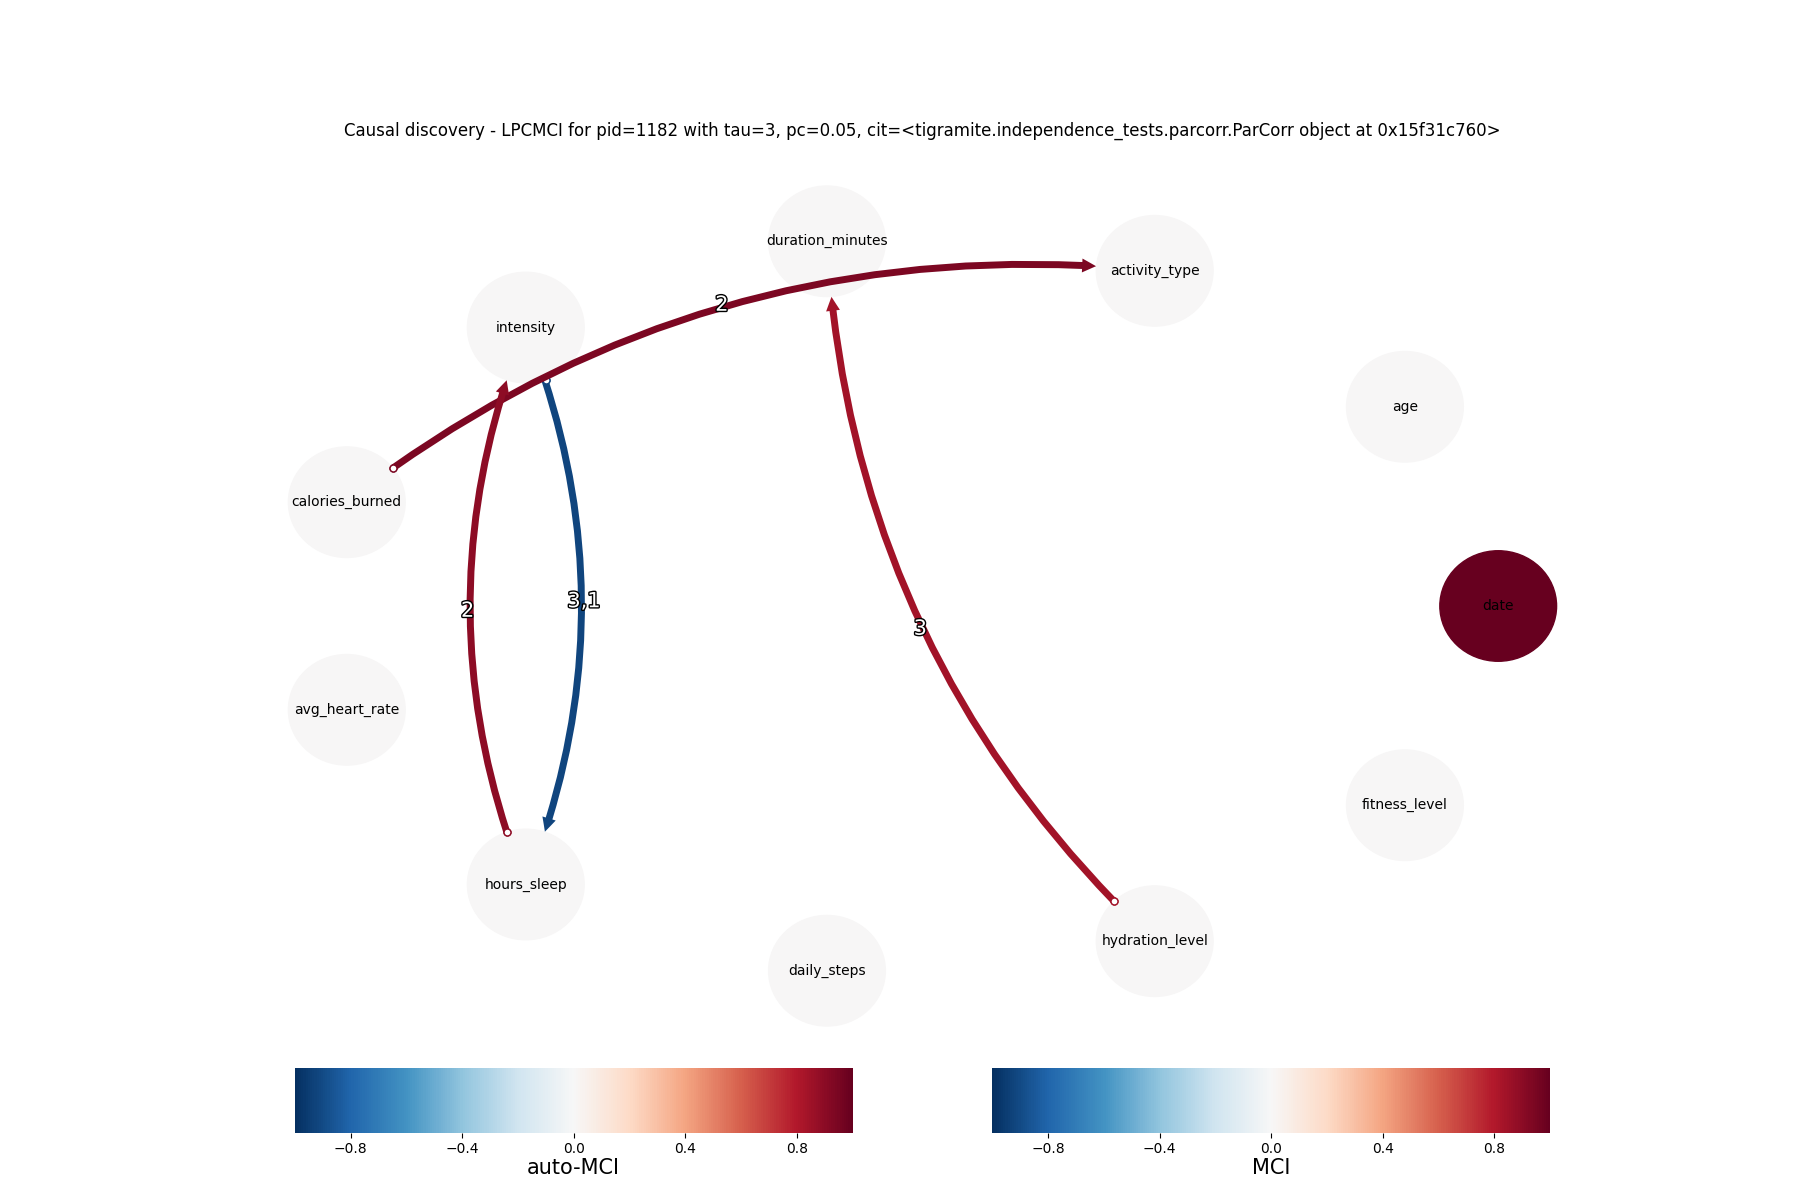 Causal discovery - LPCMCI for pid=1182 with tau=3, pc=0.05, cit=<tigramite.independence_tests.parcorr.ParCorr object at 0x15f31c760>
duration_minutes
activity_type
2
intensity
age
calories_burned
date
3,1
2
3
avg_heart_rate
fitness_level
hours_sleep
hydration_level
daily_steps
−0.8 −0.4 0.0 0.4 0.8
auto-MCI
−0.8 −0.4 0.0 0.4 0.8
MCI